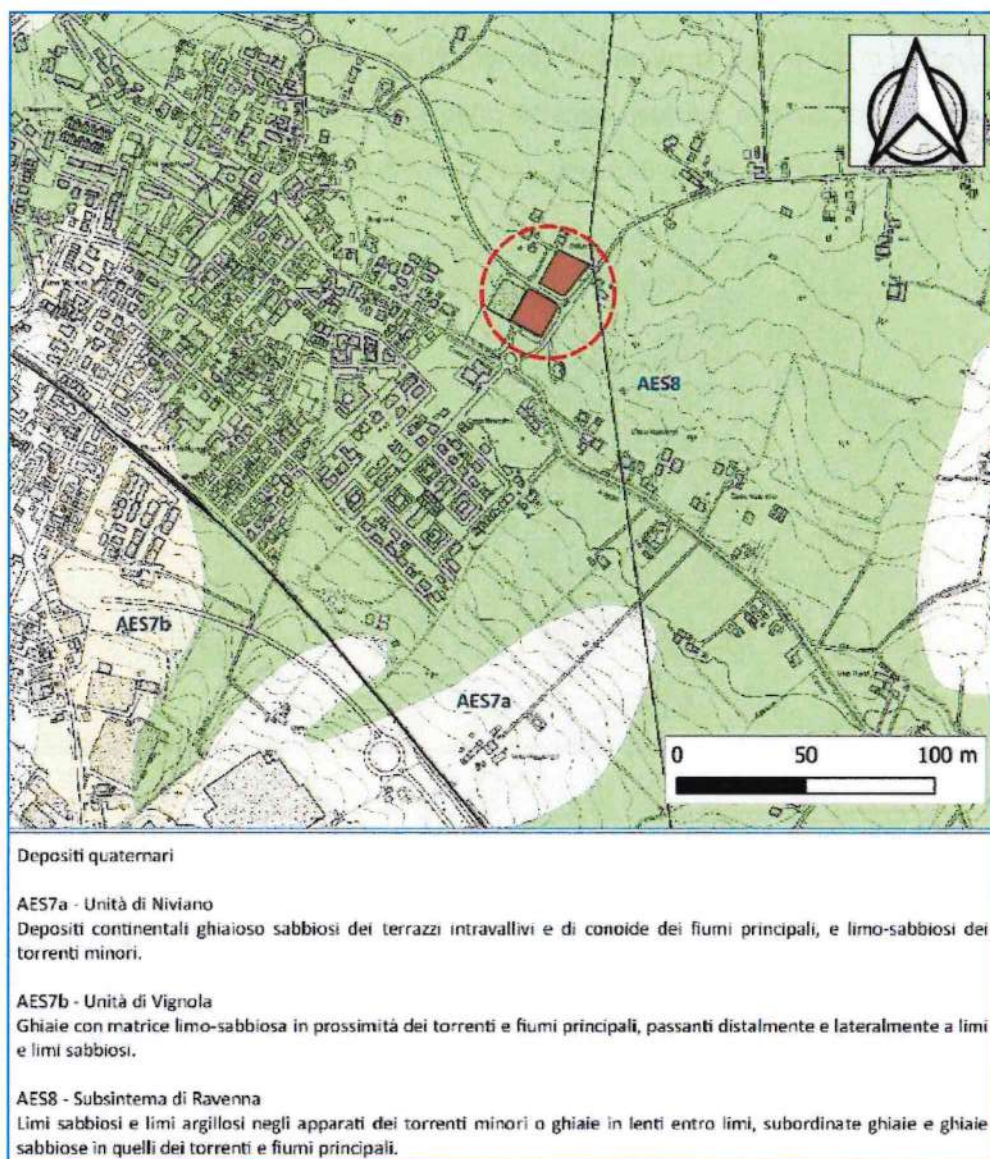 AES8
AES7b
AES7a
0 50 100 m
Depositi quaternari
AES7a - Unità di Niviano
Depositi continentali ghiaioso sabbiosi dei terrazzi intravallivi e di conoide dei fiumi principali, e limo-sabbiosi dei
torrenti minori.
AES7b - Unità di Vignola
Ghiaie con matrice limo-sabbiosa in prossimità dei torrenti e fiumi principali, passanti distalmente e lateralmente a limi
e limi sabbiosi.
AES8 - Subsintema di Ravenna
Limi sabbiosi e limi argillosi negli apparati dei torrenti minori o ghiaie in lenti entro limi, subordinate ghiaie e ghiaie
sabbiose in quelli dei torrenti e fiumi principali.